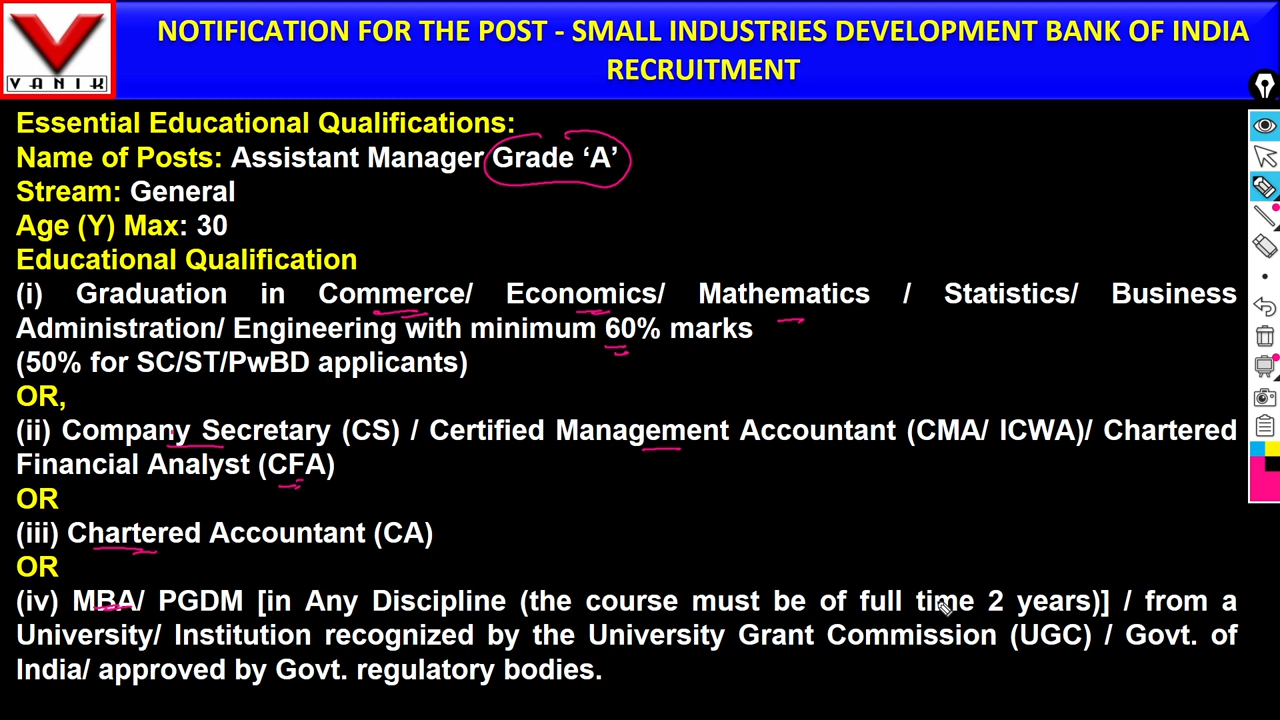 VANIK
NOTIFICATION FOR THE POST - SMALL INDUSTRIES DEVELOPMENT BANK OF INDIA
RECRUITMENT
Essential Educational Qualifications:
Name of Posts: Assistant Manager Grade ‘A’
Stream: General
Age (Y) Max: 30
Educational Qualification
(i) Graduation in Commerce/ Economics/ Mathematics / Statistics/ Business
Administration/ Engineering with minimum 60% marks
(50% for SC/ST/PwBD applicants)
OR,
(ii) Company Secretary (CS) / Certified Management Accountant (CMA/ ICWA)/ Chartered
Financial Analyst (CFA)
OR
(iii) Chartered Accountant (CA)
OR
(iv) MBA/ PGDM [in Any Discipline (the course must be of full time 2 years)] / from a
University/ Institution recognized by the University Grant Commission (UGC) / Govt. of
India/ approved by Govt. regulatory bodies.